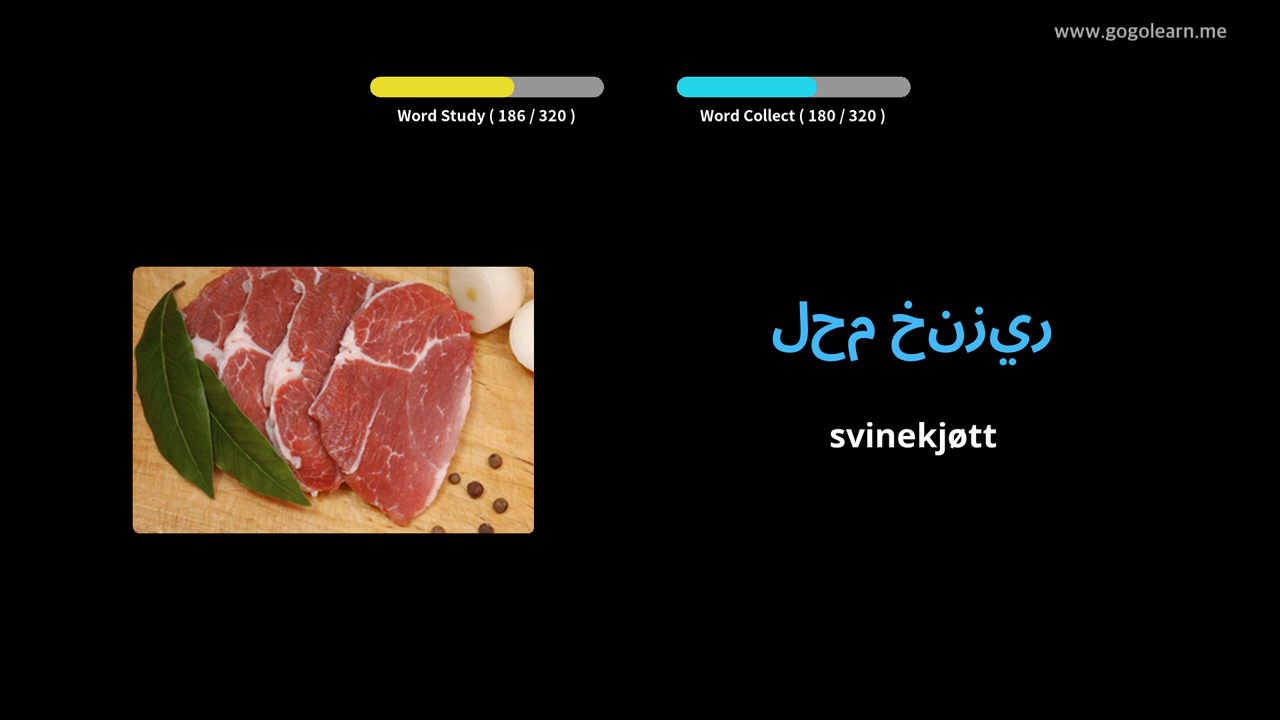 www.gogolearn.me
Word Study ( 186 / 320 )
Word Collect ( 180 / 320 )
لحم خنزير
svinekjøtt